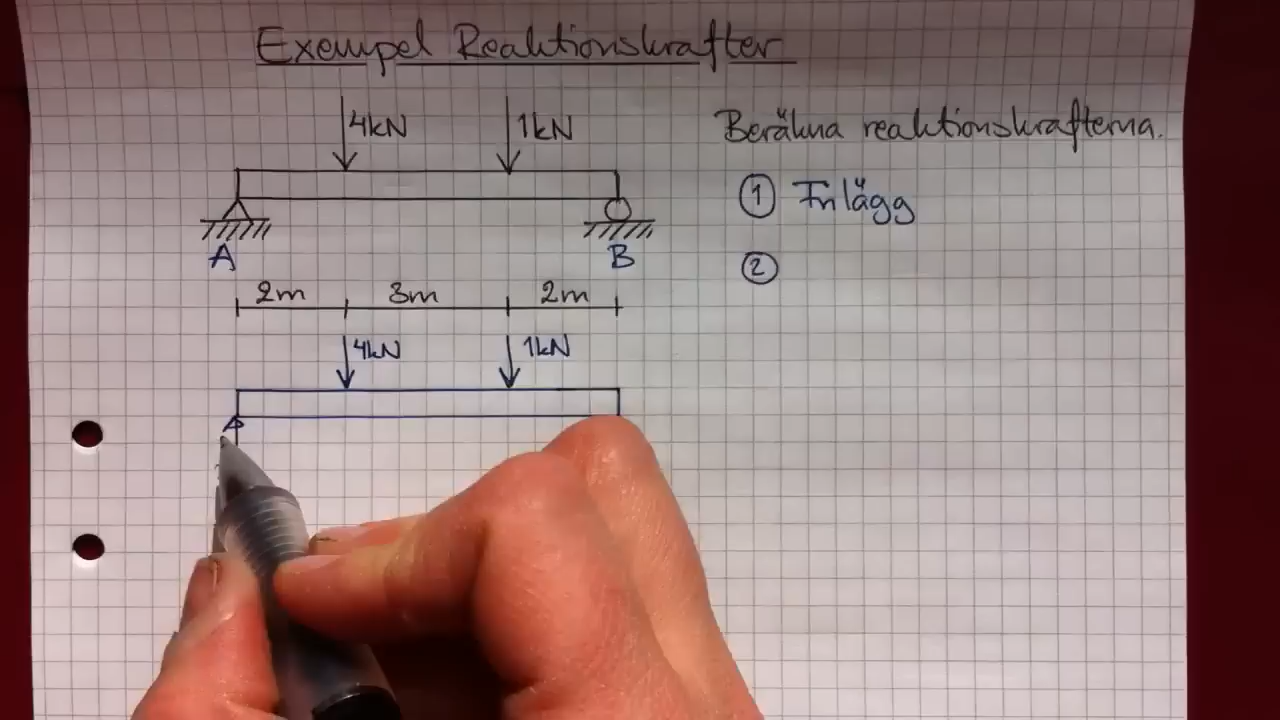 Exempel Reaktionskrafter
4kN 1kN
Beräkna reaktionskrafterna.
① Frilägg
A B
②
2m 3m 2m
4kN 1kN